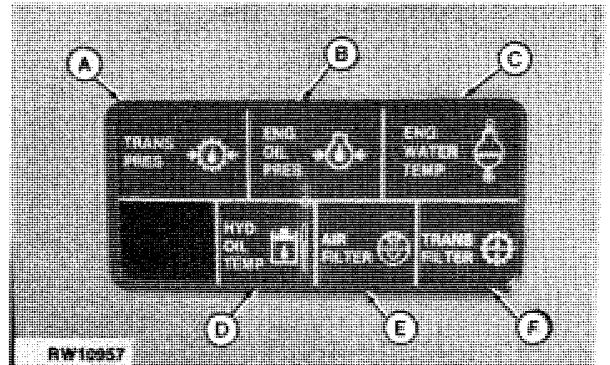 A
B
C
TRANS
PRES
ENG
OIL
PRES
ENG
WATER
TEMP
HYD
OIL
TEMP
AIR
FILTER
TRANS
FILTER
D
E
F
RW10957